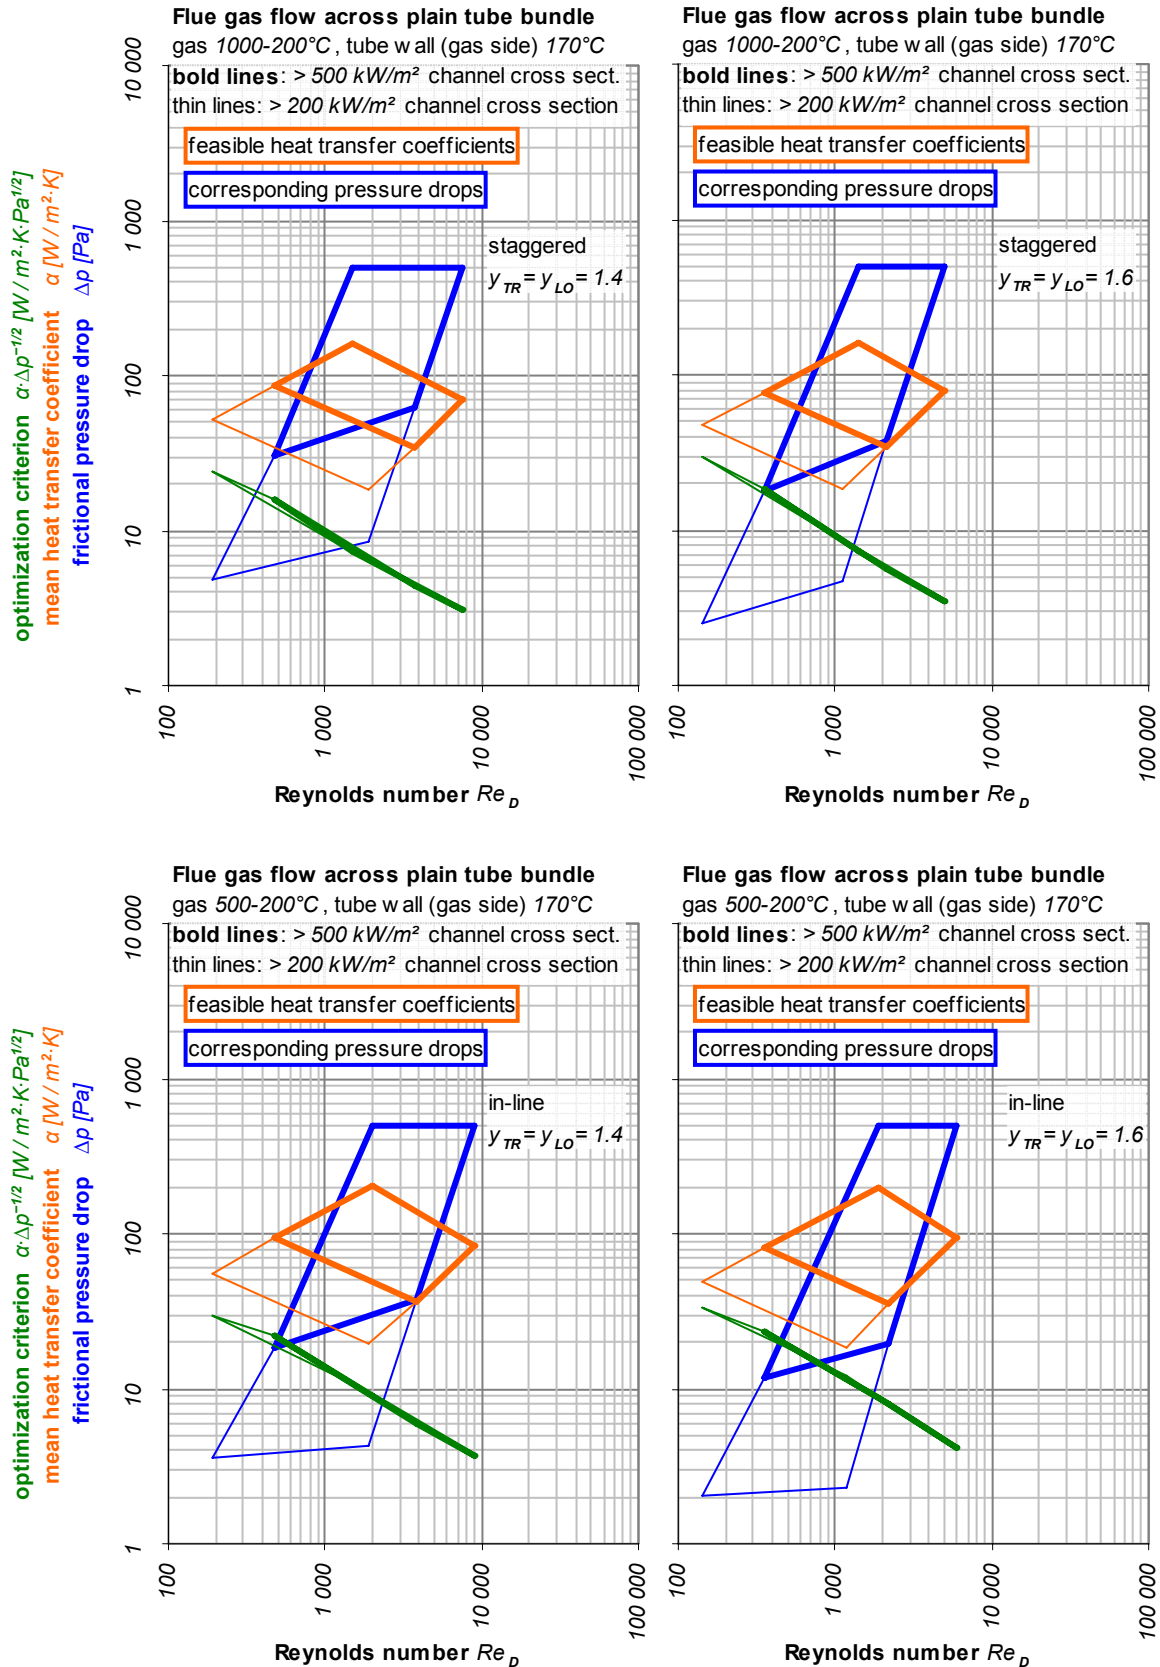 Flue gas flow across plain tube bundle
gas 1000-200°C, tube wall (gas side) 170°C
bold lines: > 500 kW/m² channel cross sect.
thin lines: > 200 kW/m² channel cross section
feasible heat transfer coefficients
corresponding pressure drops
staggered
y TR = y LO = 1.4
optimization criterion α·Δp⁻¹/² [W / m²·K·Pa¹/²]
mean heat transfer coefficient α [W / m²·K]
frictional pressure drop Δp [Pa]
10 000
1 000
100
10
1
100
1 000
10 000
100 000
Reynolds number Re D
Flue gas flow across plain tube bundle
gas 1000-200°C, tube wall (gas side) 170°C
bold lines: > 500 kW/m² channel cross sect.
thin lines: > 200 kW/m² channel cross section
feasible heat transfer coefficients
corresponding pressure drops
staggered
y TR = y LO = 1.6
100
1 000
10 000
100 000
Reynolds number Re D
Flue gas flow across plain tube bundle
gas 500-200°C, tube wall (gas side) 170°C
bold lines: > 500 kW/m² channel cross sect.
thin lines: > 200 kW/m² channel cross section
feasible heat transfer coefficients
corresponding pressure drops
in-line
y TR = y LO = 1.4
optimization criterion α·Δp⁻¹/² [W / m²·K·Pa¹/²]
mean heat transfer coefficient α [W / m²·K]
frictional pressure drop Δp [Pa]
10 000
1 000
100
10
1
100
1 000
10 000
100 000
Reynolds number Re D
Flue gas flow across plain tube bundle
gas 500-200°C, tube wall (gas side) 170°C
bold lines: > 500 kW/m² channel cross sect.
thin lines: > 200 kW/m² channel cross section
feasible heat transfer coefficients
corresponding pressure drops
in-line
y TR = y LO = 1.6
100
1 000
10 000
100 000
Reynolds number Re D